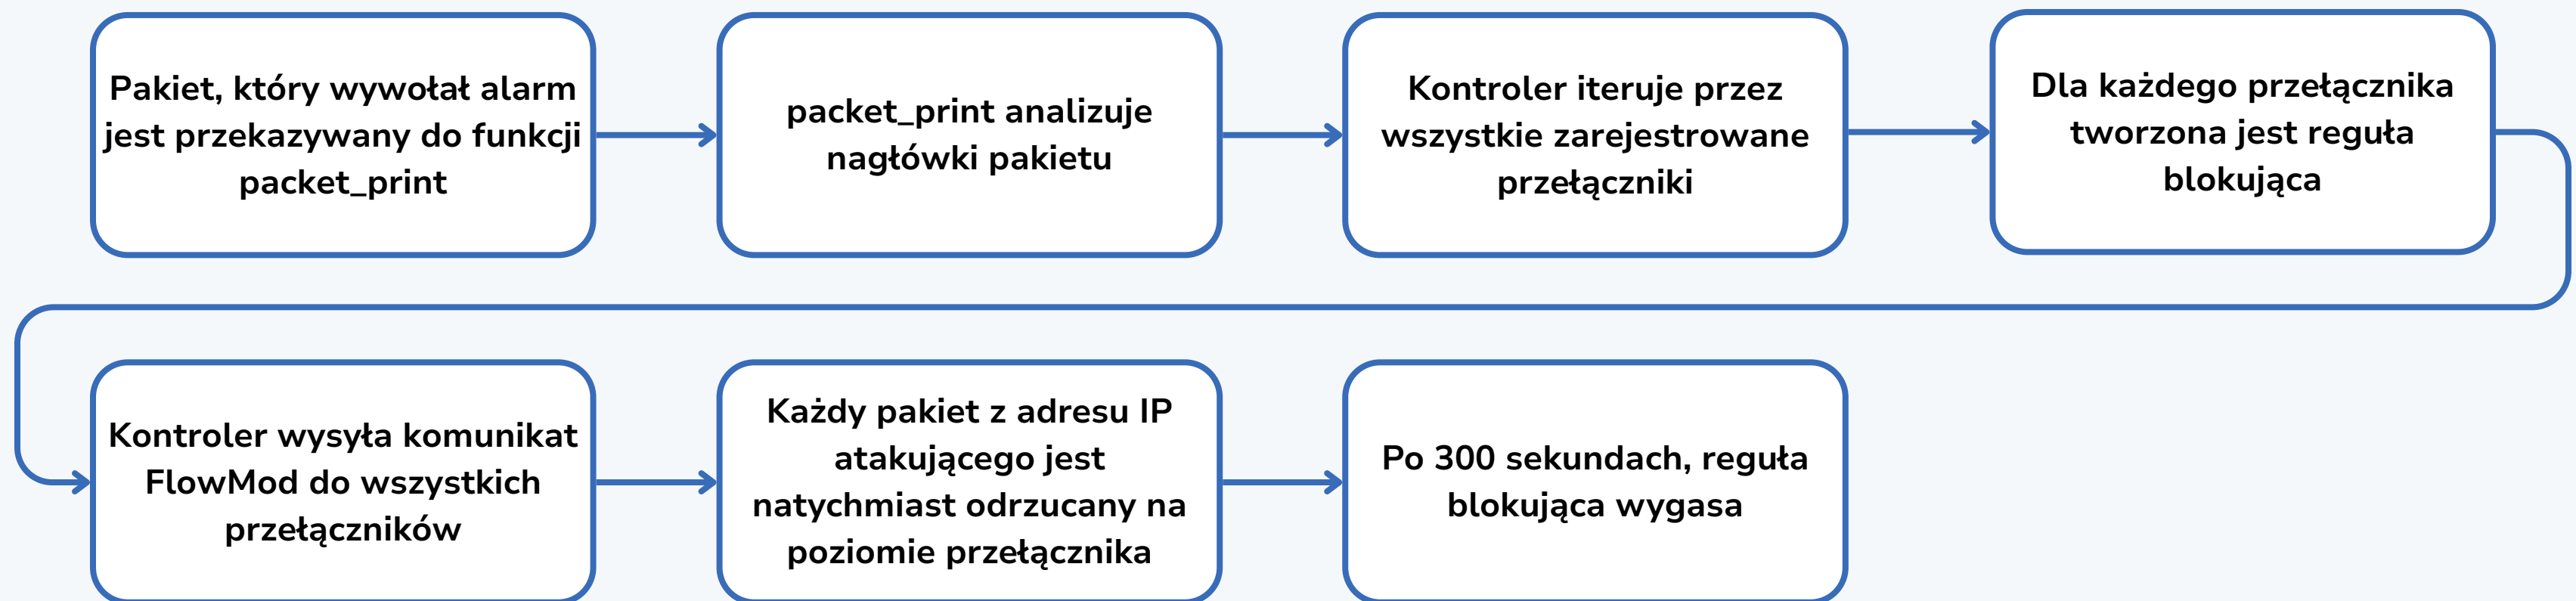 Pakiet, który wywołał alarm
jest przekazywany do funkcji
packet_print
packet_print analizuje
nagłówki pakietu
Kontroler iteruje przez
wszystkie zarejestrowane
przełączniki
Dla każdego przełącznika
tworzona jest reguła
blokująca
Kontroler wysyła komunikat
FlowMod do wszystkich
przełączników
Każdy pakiet z adresu IP
atakującego jest
natychmiast odrzucany na
poziomie przełącznika
Po 300 sekundach, reguła
blokująca wygasa